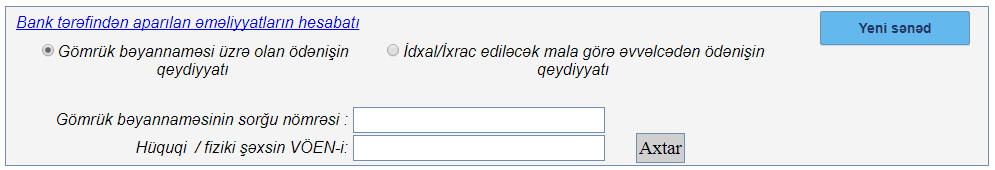 Bank tərəfindən aparılan əməliyyatların hesabatı
Yeni sənəd
Gömrük bəyannaməsi üzrə olan ödənişin
qeydiyyatı
İdxal/İxrac ediləcək mala görə əvvəlcədən ödənişin
qeydiyyatı
Gömrük bəyannaməsinin sorğu nömrəsi :
Hüquqi / fiziki şəxsin VÖEN-i:
Axtar